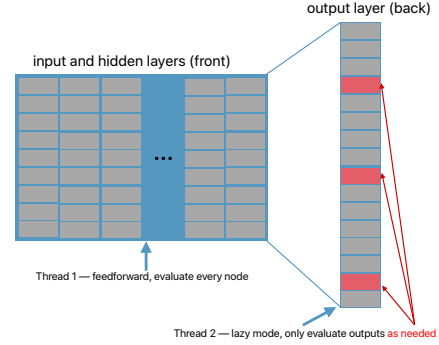 output layer (back)
input and hidden layers (front)
...
Thread 1 — feedforward, evaluate every node
Thread 2 — lazy mode, only evaluate outputs as needed